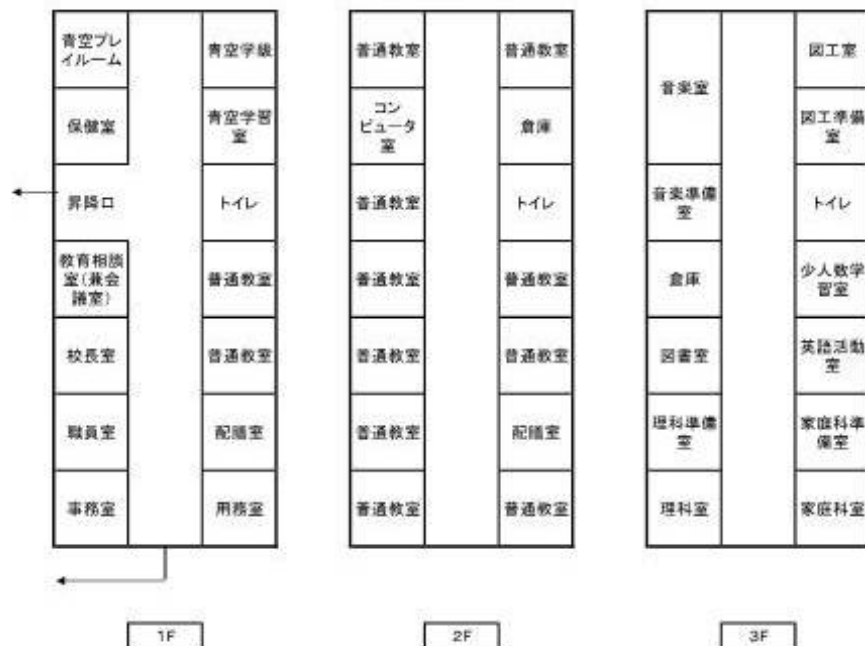 青空プレ
イルーム
青空学級
保健室
青空学習
室
昇降口
トイレ
教育相談
室(兼会
議室)
普通教室
校長室
普通教室
職員室
配膳室
事務室
用務室
1F
普通教室
普通教室
コン
ピュータ
室
倉庫
普通教室
トイレ
普通教室
普通教室
普通教室
普通教室
普通教室
配膳室
普通教室
普通教室
2F
音楽室
図工室
図工準備
室
音楽準備
室
トイレ
倉庫
少人数学
習室
図書室
英語活動
室
理科準備
室
家庭科準
備室
理科室
家庭科室
3F